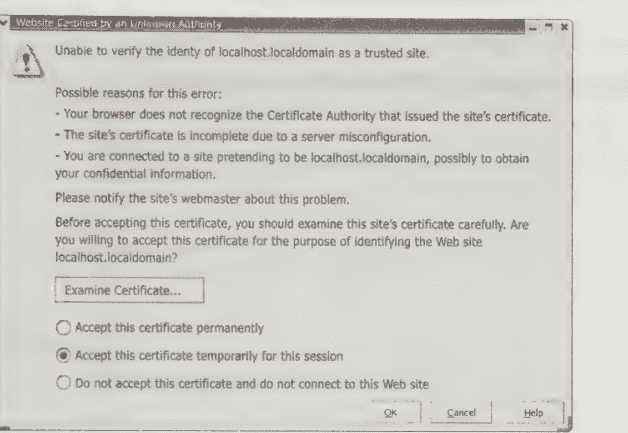 Website Certified by an Unknown Authority
Unable to verify the identy of localhost.localdomain as a trusted site.
Possible reasons for this error:
- Your browser does not recognize the Certificate Authority that issued the site's certificate.
- The site's certificate is incomplete due to a server misconfiguration.
- You are connected to a site pretending to be localhost.localdomain, possibly to obtain
your confidential information.
Please notify the site's webmaster about this problem.
Before accepting this certificate, you should examine this site's certificate carefully. Are
you willing to accept this certificate for the purpose of identifying the Web site
localhost.localdomain?
Examine Certificate...
Accept this certificate permanently
Accept this certificate temporarily for this session
Do not accept this certificate and do not connect to this Web site
OK Cancel Help